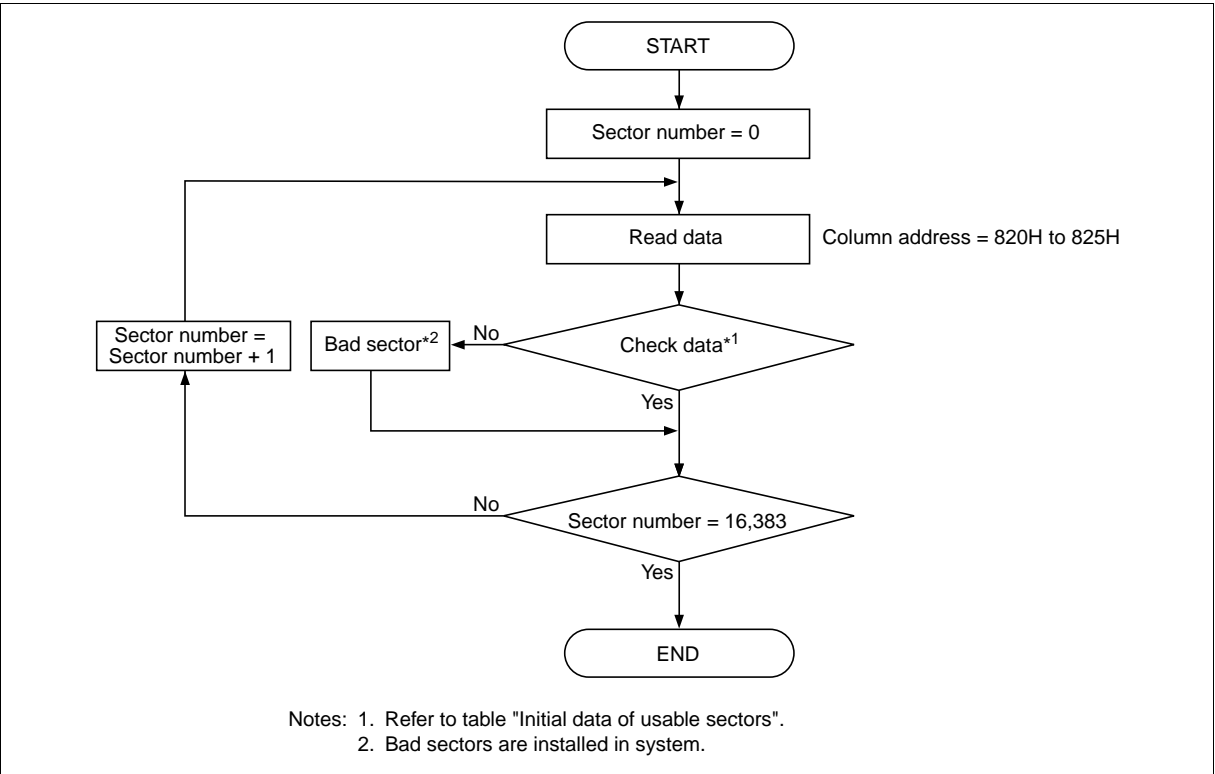 START
Sector number = 0
Read data
Column address = 820H to 825H
Sector number =
Sector number + 1
Bad sector*2
No
Check data*1
Yes
No
Sector number = 16,383
Yes
END
Notes: 1. Refer to table "Initial data of usable sectors".
2. Bad sectors are installed in system.